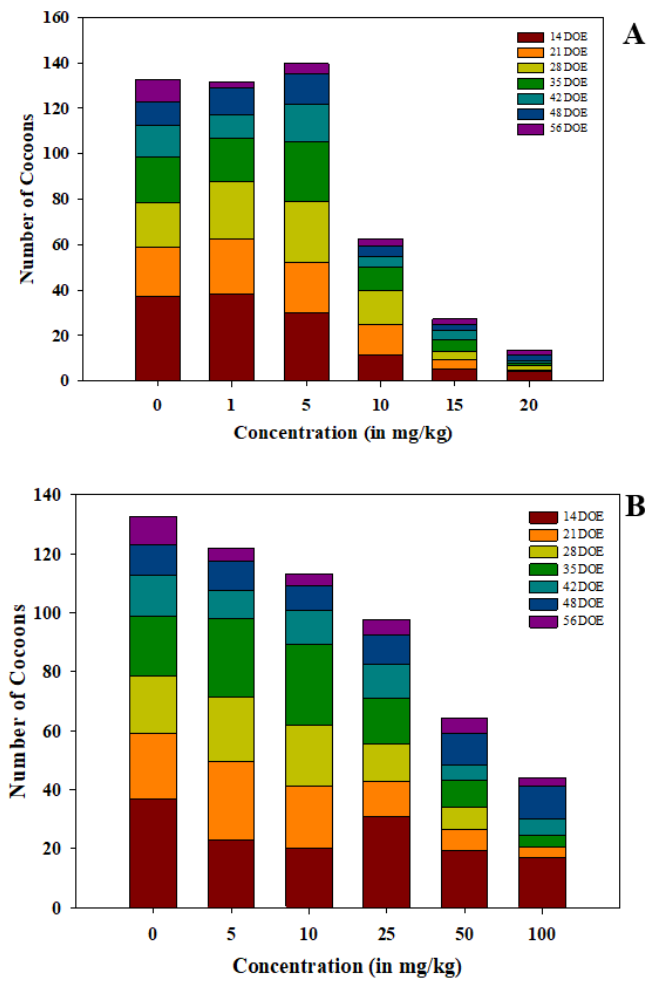 A
160
140
120
100
80
60
40
20
0
Number of Cocoons
14 DOE
21 DOE
28 DOE
35 DOE
42 DOE
48 DOE
56 DOE
0 1 5 10 15 20
Concentration (in mg/kg)
B
140
120
100
80
60
40
20
0
Number of Cocoons
14 DOE
21 DOE
28 DOE
35 DOE
42 DOE
48 DOE
56 DOE
0 5 10 25 50 100
Concentration (in mg/kg)